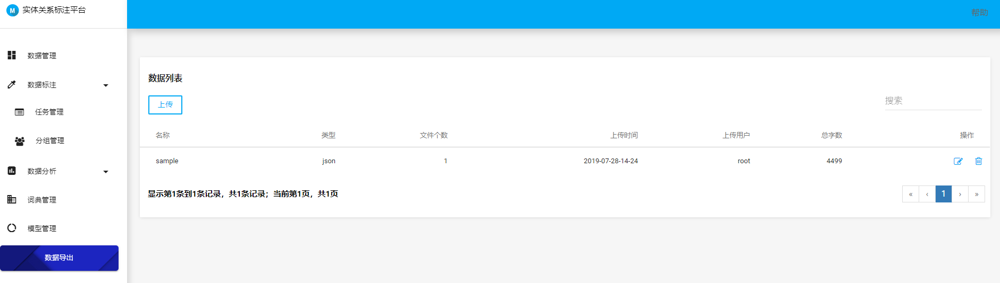 M 实体关系标注平台
帮助
数据管理
数据标注
任务管理
分组管理
数据分析
词典管理
模型管理
数据导出
数据列表
上传
搜索
名称 类型 文件个数 上传时间 上传用户 总字数 操作
sample json 1 2019-07-28-14-24 root 4499
显示第1条到1条记录，共1条记录；当前第1页，共1页
« ‹ 1 › »